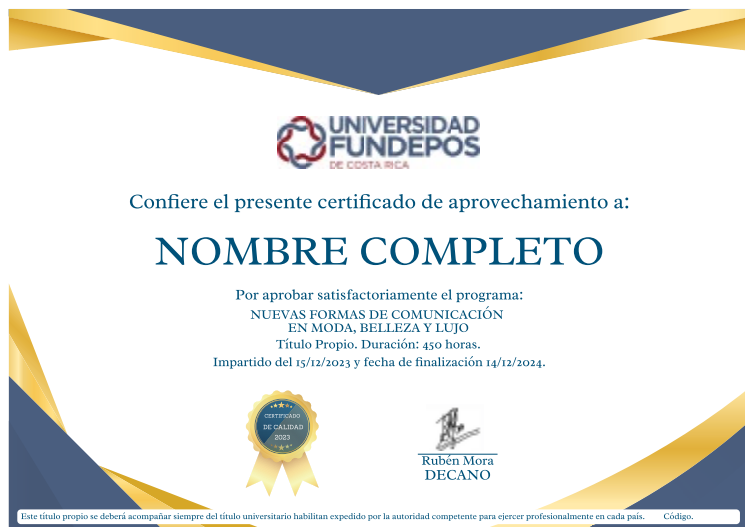 UNIVERSIDAD
FUNDEPOS
DE COSTA RICA
Confiere el presente certificado de aprovechamiento a:
NOMBRE COMPLETO
Por aprobar satisfactoriamente el programa:
NUEVAS FORMAS DE COMUNICACIÓN
EN MODA, BELLEZA Y LUJO
Título Propio. Duración: 450 horas.
Impartido del 15/12/2023 y fecha de finalización 14/12/2024.
CERTIFICADO
DE CALIDAD
2023
Rubén Mora
DECANO
Este título propio se deberá acompañar siempre del título universitario habilitan expedido por la autoridad competente para ejercer profesionalmente en cada país. Código.